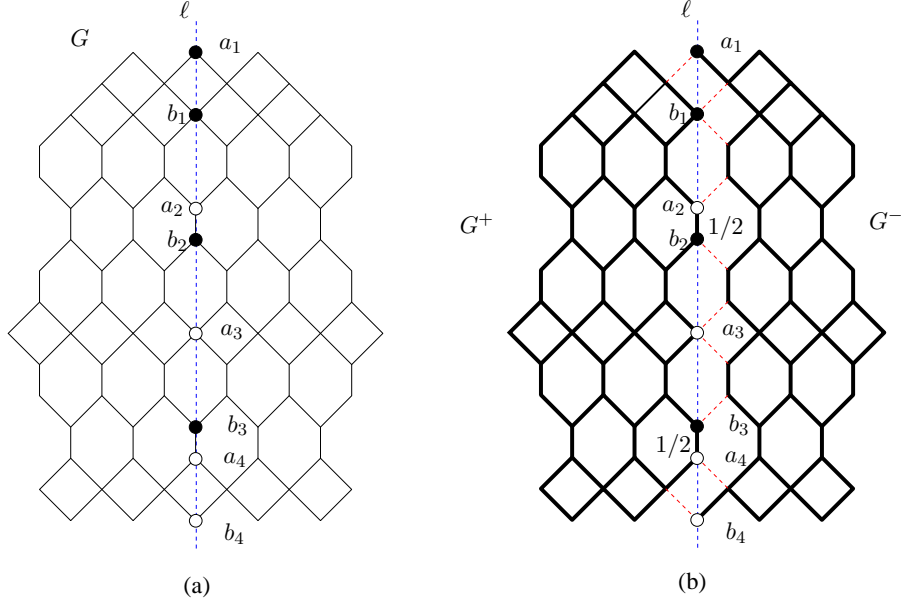 G
ℓ
a₁
b₁
a₂
b₂
a₃
b₃
a₄
b₄
(a)
ℓ
a₁
b₁
G⁺
a₂
1/2
G⁻
b₂
a₃
b₃
1/2
a₄
b₄
(b)